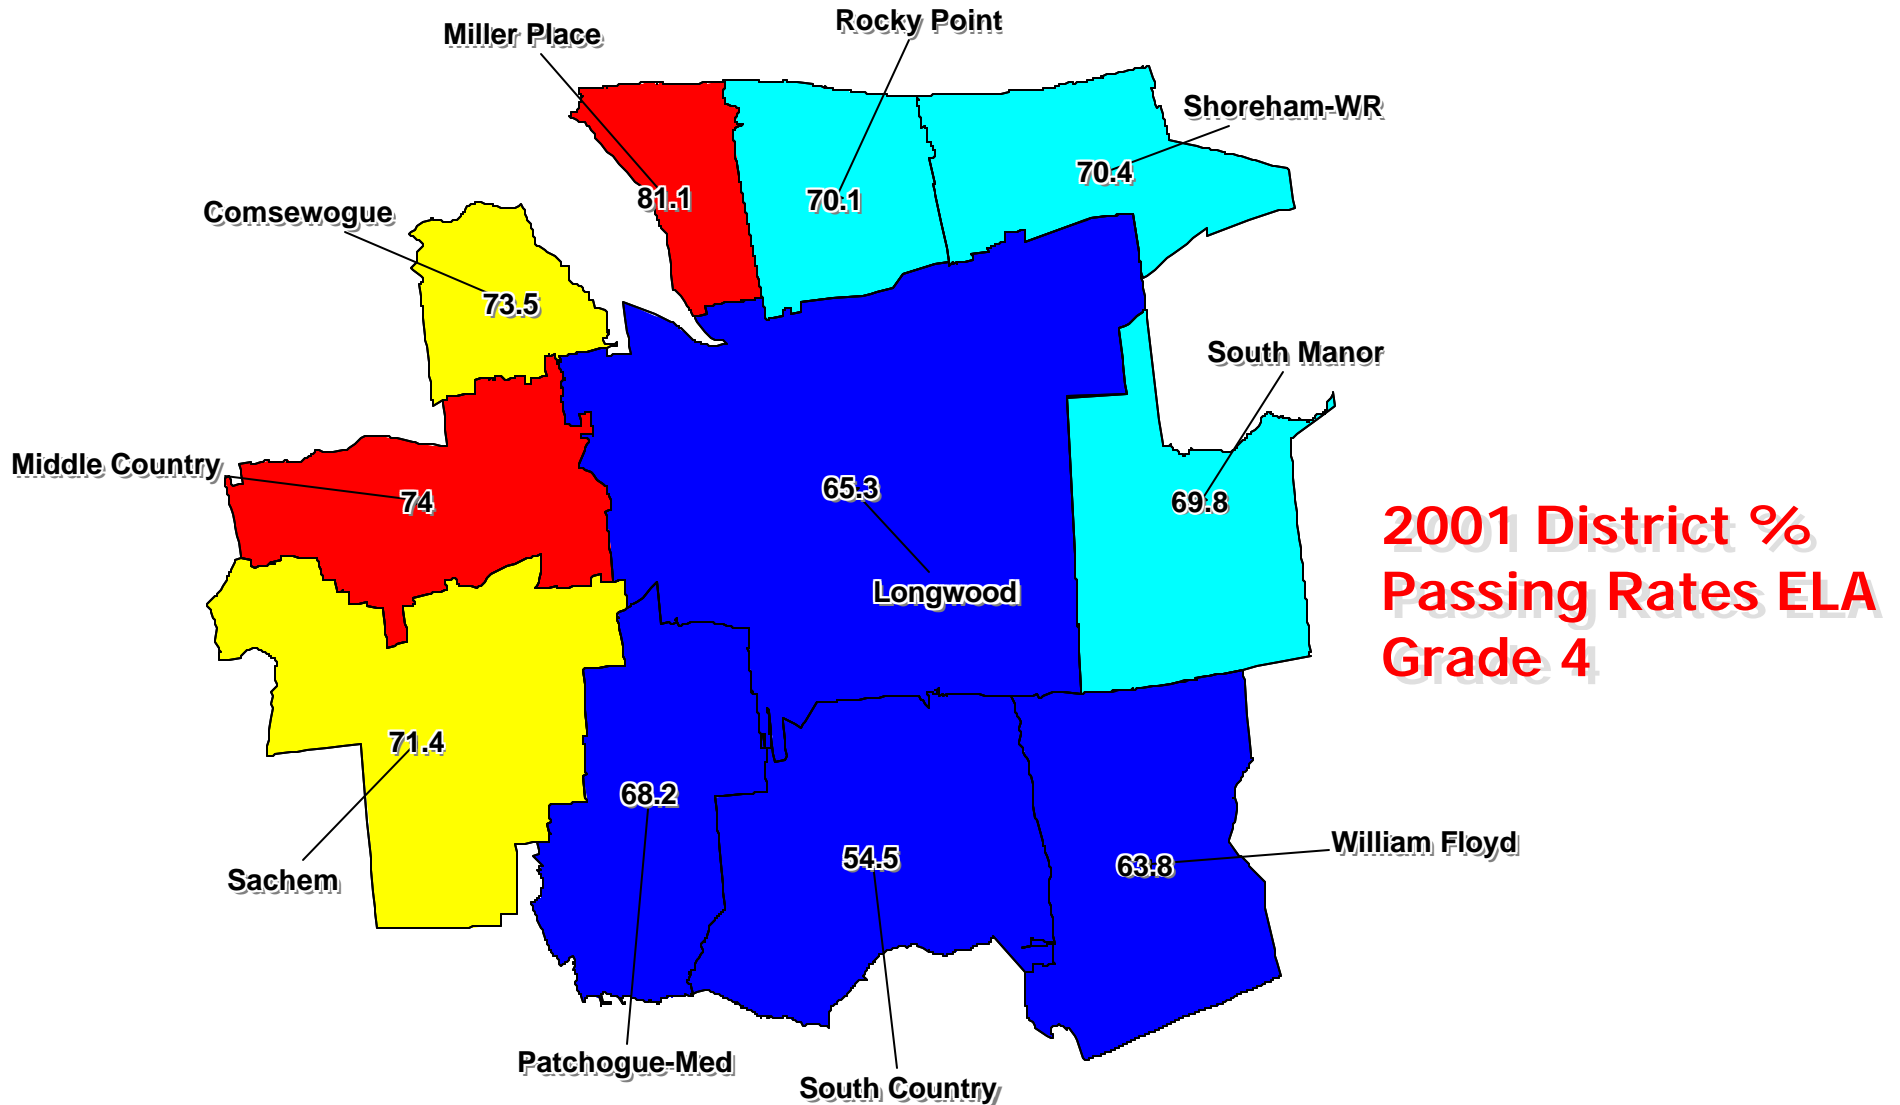 Rocky Point
Miller Place
Shoreham-WR
70.4
81.1
70.1
Comsewogue
73.5
South Manor
Middle Country
74
65.3
69.8
2001 District %
Passing Rates ELA
Grade 4
Longwood
71.4
68.2
William Floyd
54.5
63.8
Sachem
Patchogue-Med
South Country